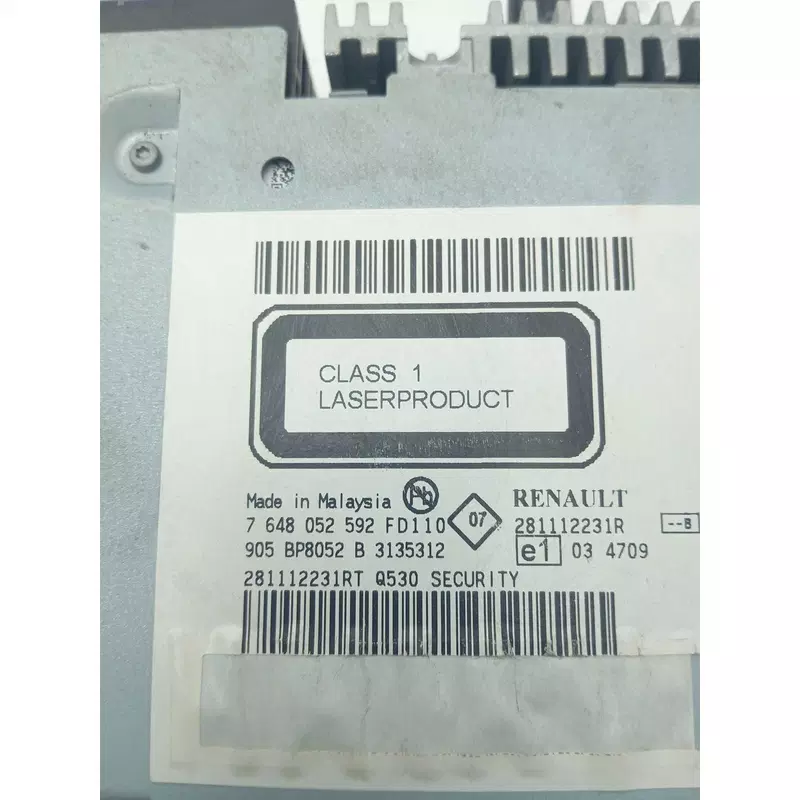 CLASS 1
LASERPRODUCT
Made in Malaysia Pb RENAULT
7 648 052 592 FD110 07 281112231R --B
905 BP8052 B 3135312 e1 03 4709
281112231RT Q530 SECURITY